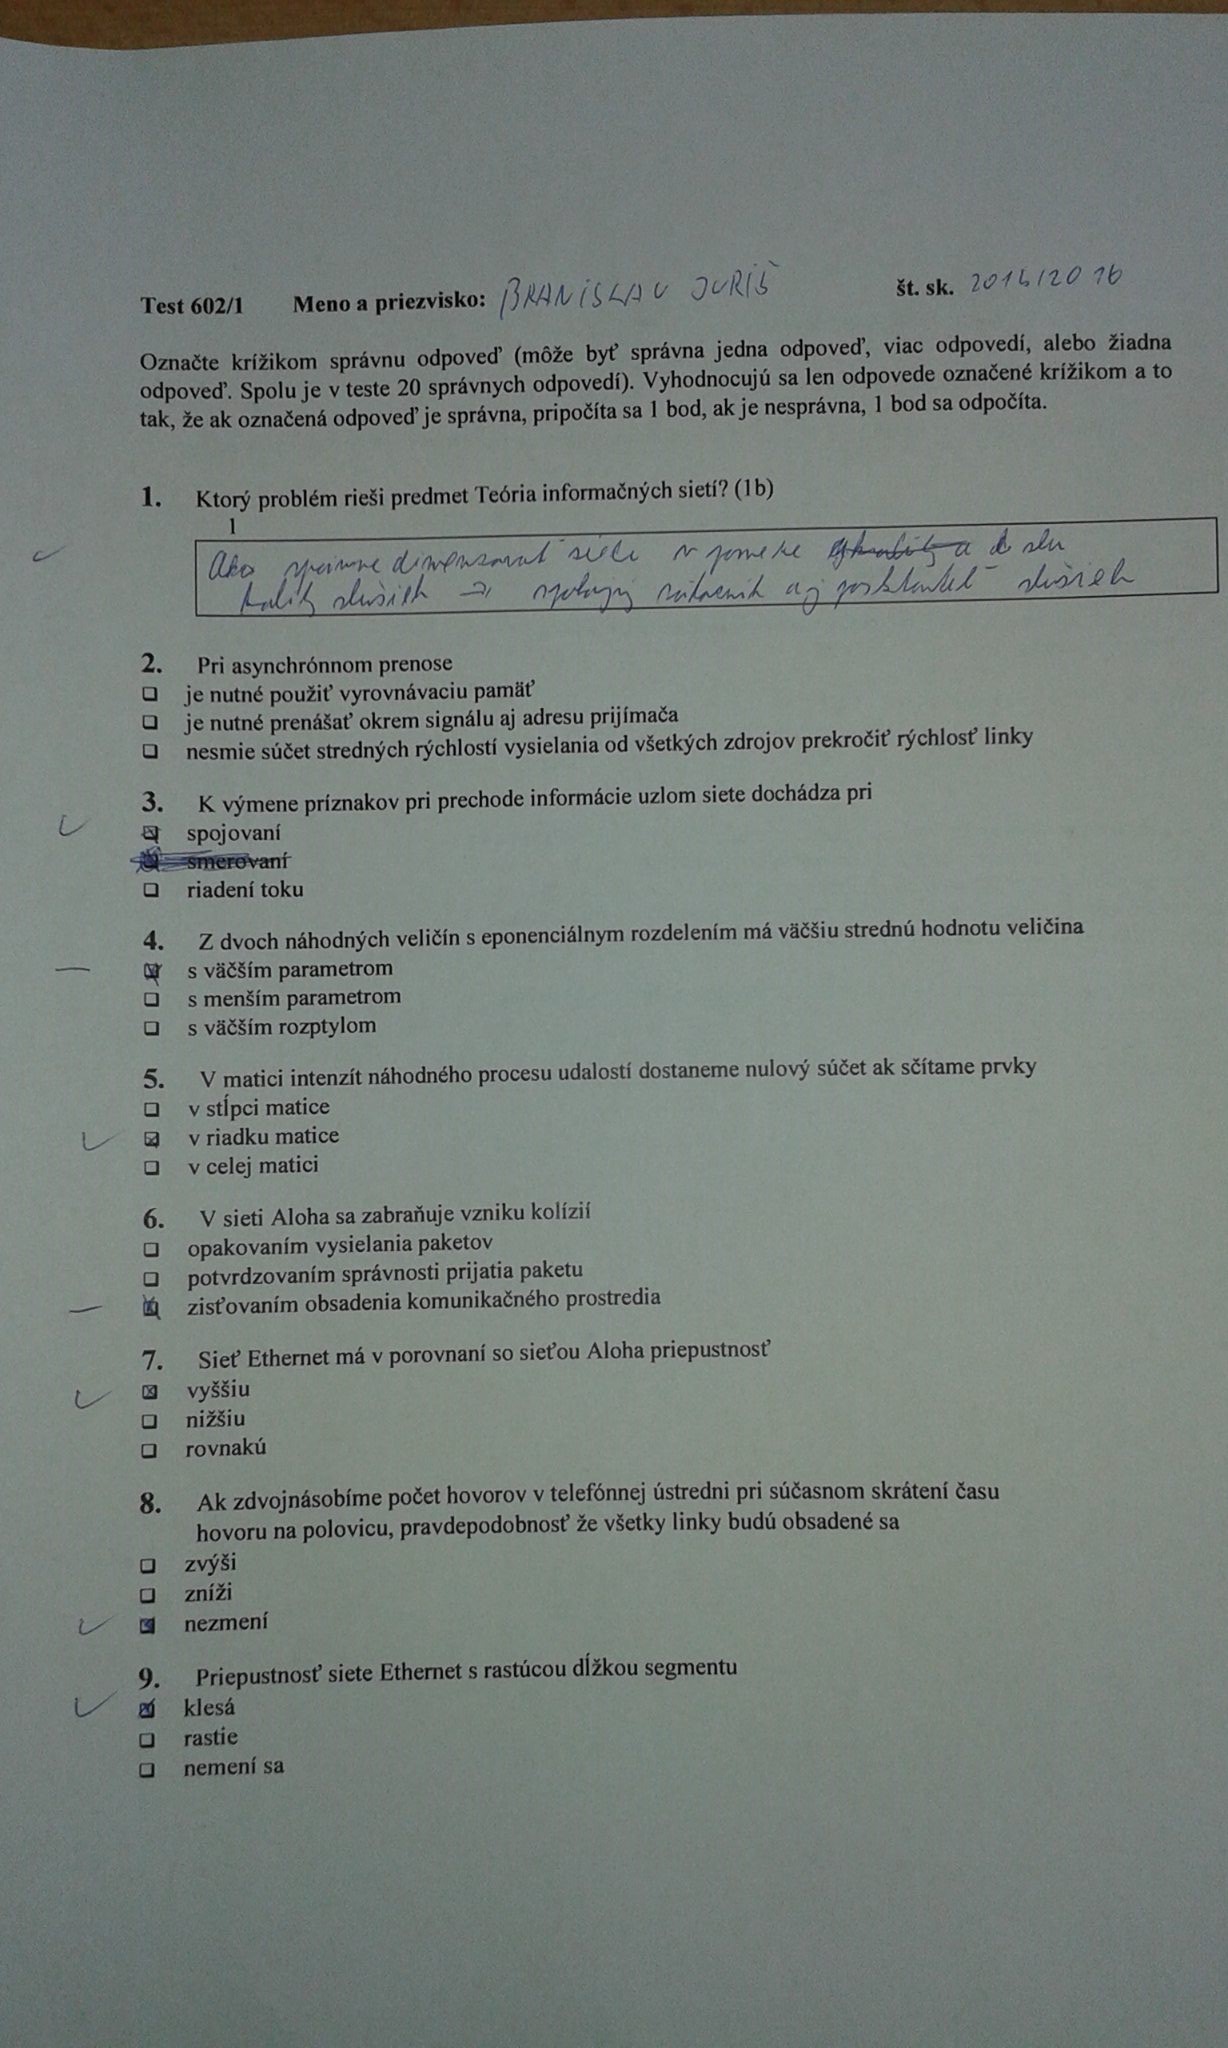 Test 602/1 Meno a priezvisko: BRANISLAV JURIŠ št. sk. 2015/2016
Označte krížikom správnu odpoveď (môže byť správna jedna odpoveď, viac odpovedí, alebo žiadna
odpoveď. Spolu je v teste 20 správnych odpovedí). Vyhodnocujú sa len odpovede označené krížikom a to
tak, že ak označená odpoveď je správna, pripočíta sa 1 bod, ak je nesprávna, 1 bod sa odpočíta.
1. Ktorý problém rieši predmet Teória informačných sietí? (1b)
1
Ako dimenzovať siete v pomere a
služieb → zákazník aj služieb
2. Pri asynchrónnom prenose
je nutné použiť vyrovnávaciu pamäť
je nutné prenášať okrem signálu aj adresu prijímača
nesmie súčet stredných rýchlostí vysielania od všetkých zdrojov prekročiť rýchlosť linky
3. K výmene príznakov pri prechode informácie uzlom siete dochádza pri
spojovaní
smerovaní
riadení toku
4. Z dvoch náhodných veličín s eponenciálnym rozdelením má väčšiu strednú hodnotu veličina
s väčším parametrom
s menším parametrom
s väčším rozptylom
5. V matici intenzít náhodného procesu udalostí dostaneme nulový súčet ak sčítame prvky
v stĺpci matice
v riadku matice
v celej matici
6. V sieti Aloha sa zabraňuje vzniku kolízií
opakovaním vysielania paketov
potvrdzovaním správnosti prijatia paketu
zisťovaním obsadenia komunikačného prostredia
7. Sieť Ethernet má v porovnaní so sieťou Aloha priepustnosť
vyššiu
nižšiu
rovnakú
8. Ak zdvojnásobíme počet hovorov v telefónnej ústredni pri súčasnom skrátení času
hovoru na polovicu, pravdepodobnosť že všetky linky budú obsadené sa
zvýši
zníži
nezmení
9. Priepustnosť siete Ethernet s rastúcou dĺžkou segmentu
klesá
rastie
nemení sa